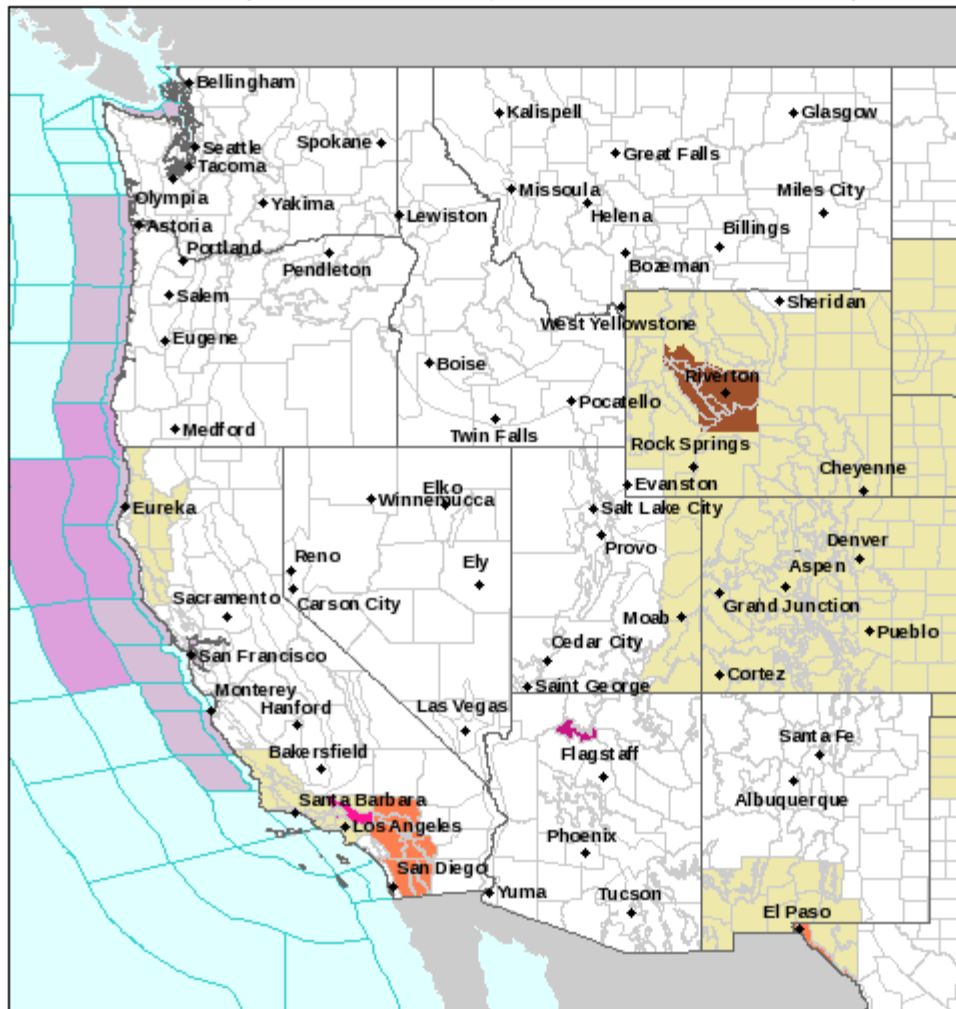 Bellingham
Kalispell
Glasgow
Seattle
Spokane
Great Falls
Tacoma
Missoula
Miles City
Olympia
Yakima
Lewiston
Helena
Astoria
Billings
Portland
Pendleton
Bozeman
Salem
Sheridan
West Yellowstone
Eugene
Boise
Riverton
Pocatello
Medford
Twin Falls
Rock Springs
Cheyenne
Evanston
Elko
Winnemucca
Eureka
Salt Lake City
Denver
Provo
Reno
Ely
Aspen
Sacramento
Carson City
Grand Junction
Moab
Pueblo
Cedar City
San Francisco
Cortez
Saint George
Monterey
Hanford
Las Vegas
Santa Fe
Bakersfield
Flagstaff
Santa Barbara
Albuquerque
Los Angeles
Phoenix
San Diego
Yuma
Tucson
El Paso